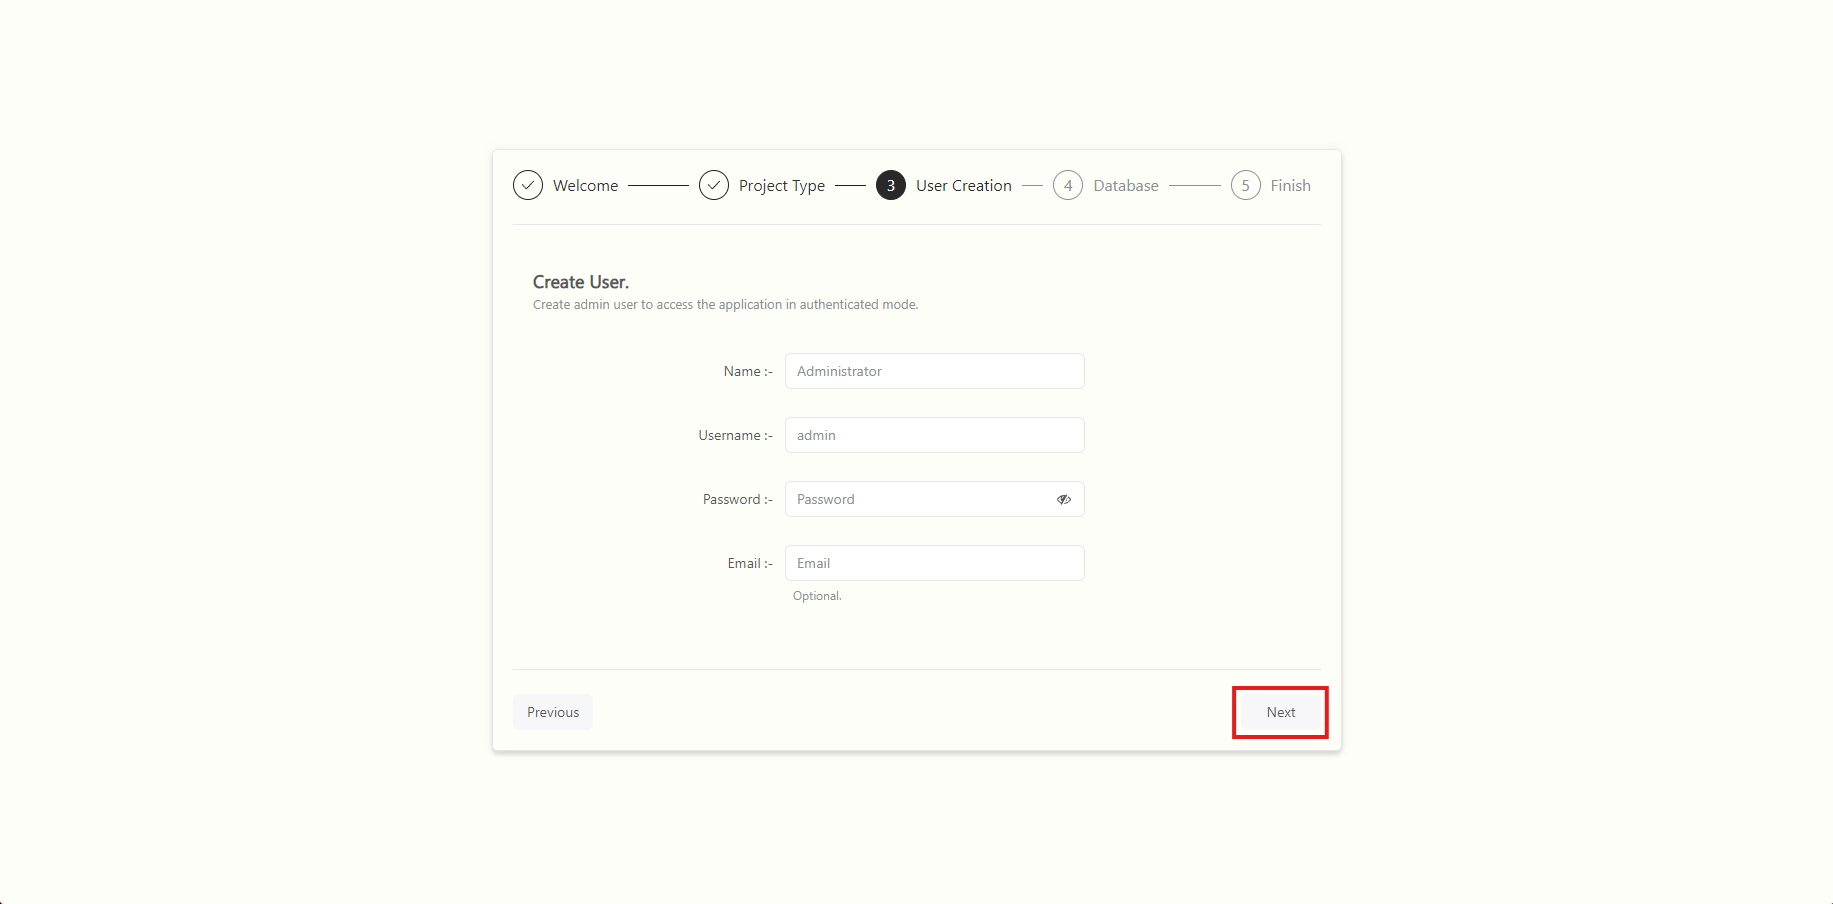 Welcome Project Type 3 User Creation 4 Database 5 Finish
Create User.
Create admin user to access the application in authenticated mode.
Name :- Administrator
Username :- admin
Password :- Password
Email :- Email
Optional.
Previous Next